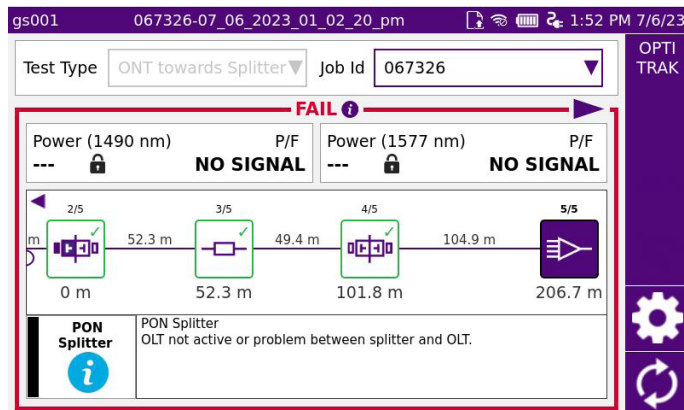 gs001 067326-07_06_2023_01_02_20_pm 1:52 PM 7/6/23
OPTI
TRAK
Test Type ONT towards Splitter Job Id 067326
FAIL
Power (1490 nm) P/F
--- NO SIGNAL
Power (1577 nm) P/F
--- NO SIGNAL
2/5 3/5 4/5 5/5
m 52.3 m 49.4 m 104.9 m
0 m 52.3 m 101.8 m 206.7 m
PON
Splitter
PON Splitter
OLT not active or problem between splitter and OLT.